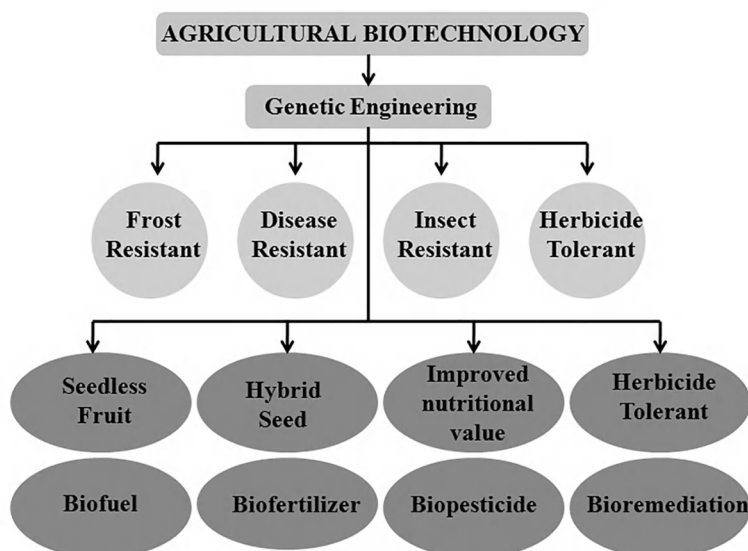 AGRICULTURAL BIOTECHNOLOGY
Genetic Engineering
Frost
Resistant
Disease
Resistant
Insect
Resistant
Herbicide
Tolerant
Seedless
Fruit
Hybrid
Seed
Improved
nutritional
value
Herbicide
Tolerant
Biofuel
Biofertilizer
Biopesticide
Bioremediation